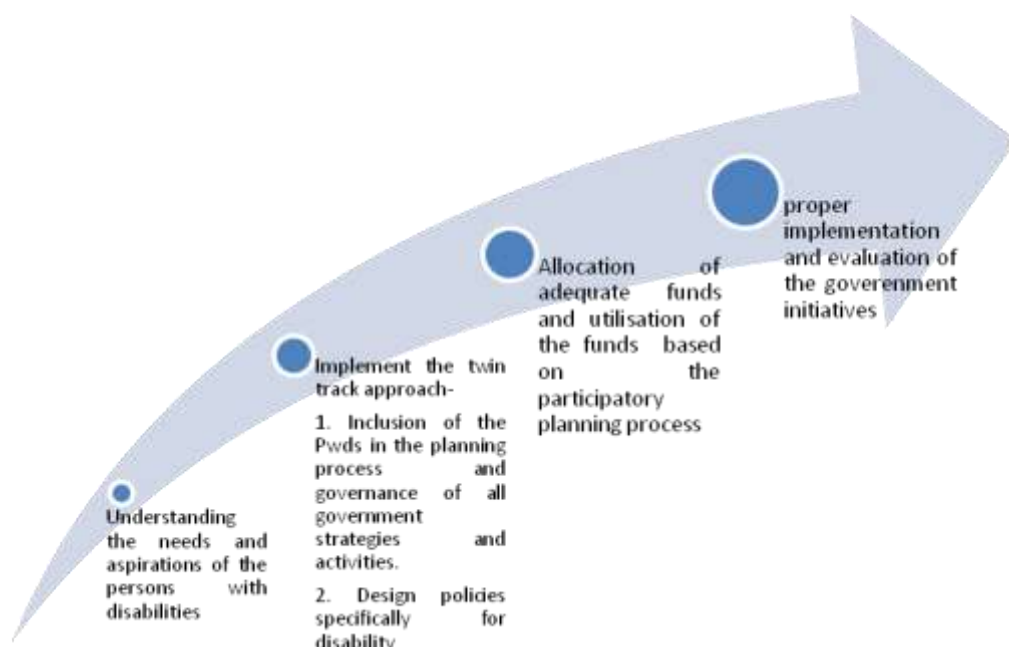 Understanding
the needs and
aspirations of the
persons with
disabilities
Implement the twin
track approach-
1. Inclusion of the
Pwds in the planning
process and
governance of all
government
strategies and
activities.
2. Design policies
specifically for
disability
Allocation of
adequate funds
and utilisation of
the funds based
on the
participatory
planning process
proper
implementation
and evaluation of
the goverenment
initiatives